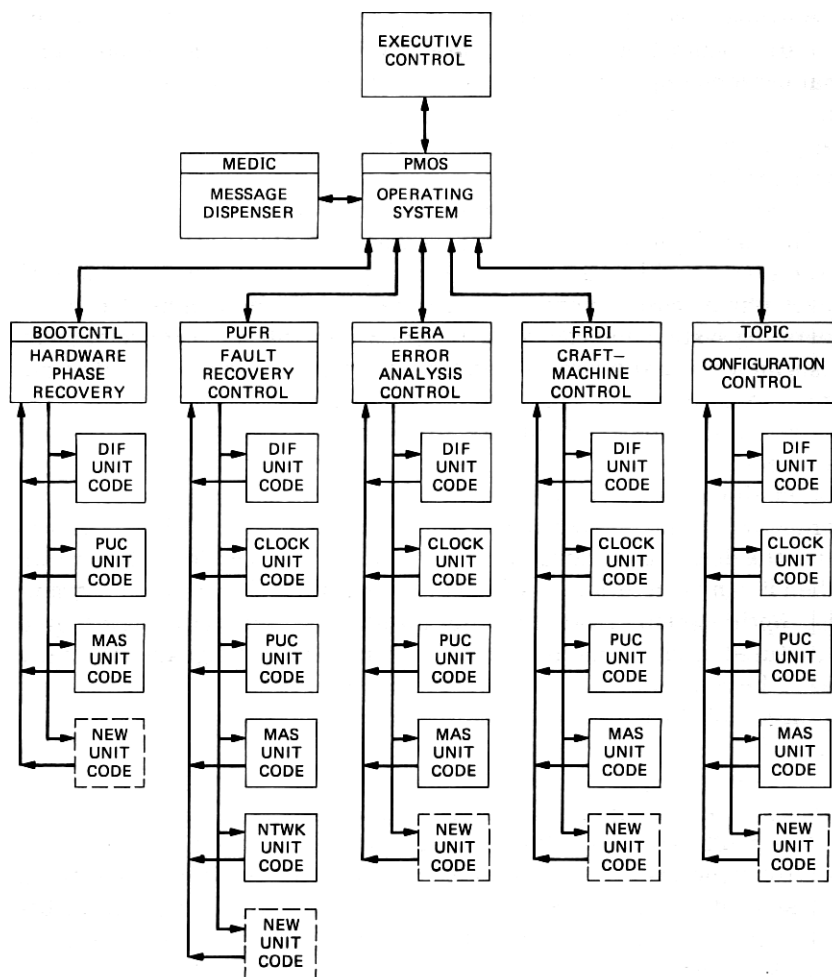 EXECUTIVE
CONTROL
MEDIC
MESSAGE
DISPENSER
PMOS
OPERATING
SYSTEM
BOOTCNTL
HARDWARE
PHASE
RECOVERY
PUFR
FAULT
RECOVERY
CONTROL
FERA
ERROR
ANALYSIS
CONTROL
FRDI
CRAFT–
MACHINE
CONTROL
TOPIC
CONFIGURATION
CONTROL
DIF
UNIT
CODE
PUC
UNIT
CODE
MAS
UNIT
CODE
NEW
UNIT
CODE
DIF
UNIT
CODE
CLOCK
UNIT
CODE
PUC
UNIT
CODE
MAS
UNIT
CODE
NTWK
UNIT
CODE
NEW
UNIT
CODE
DIF
UNIT
CODE
CLOCK
UNIT
CODE
PUC
UNIT
CODE
MAS
UNIT
CODE
NEW
UNIT
CODE
DIF
UNIT
CODE
CLOCK
UNIT
CODE
PUC
UNIT
CODE
MAS
UNIT
CODE
NEW
UNIT
CODE
DIF
UNIT
CODE
CLOCK
UNIT
CODE
PUC
UNIT
CODE
MAS
UNIT
CODE
NEW
UNIT
CODE